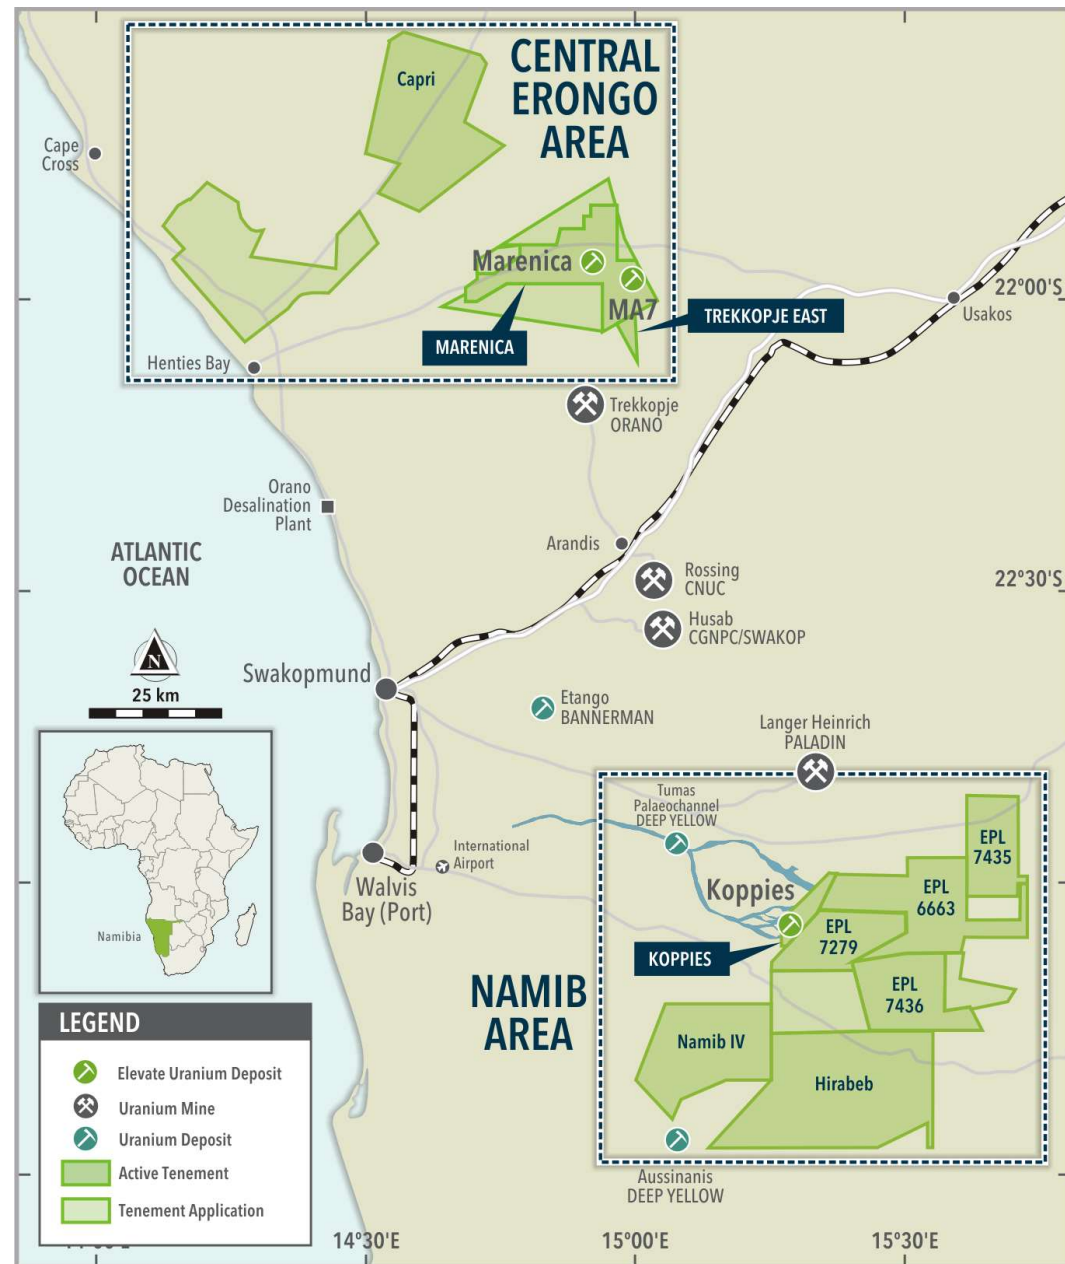 CENTRAL
ERONGO
AREA
Capri
Cape
Cross
Marenica
MA7
MARENICA
TREKKOPJE EAST
22°00'S
Usakos
Henties Bay
Trekkopje
ORANO
Orano
Desalination
Plant
Arandis
ATLANTIC
OCEAN
Rossing
CNUC
22°30'S
Husab
CGNPC/SWAKOP
N
25 km
Swakopmund
Etango
BANNERMAN
Langer Heinrich
PALADIN
Tumas
Palaeochannel
DEEP YELLOW
International
Airport
Walvis
Bay (Port)
Koppies
EPL
7435
EPL
6663
EPL
7279
KOPPIES
EPL
7436
NAMIB
AREA
Namib IV
Hirabeb
Aussinanis
DEEP YELLOW
Namibia
LEGEND
Elevate Uranium Deposit
Uranium Mine
Uranium Deposit
Active Tenement
Tenement Application
14°30'E
15°00'E
15°30'E